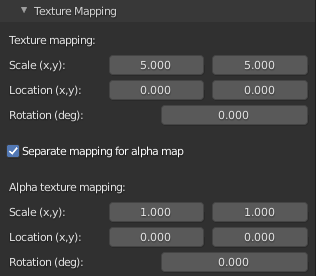 Texture Mapping
Texture mapping:
Scale (x,y): 5.000 5.000
Location (x,y): 0.000 0.000
Rotation (deg): 0.000
Separate mapping for alpha map
Alpha texture mapping:
Scale (x,y): 1.000 1.000
Location (x,y): 0.000 0.000
Rotation (deg): 0.000